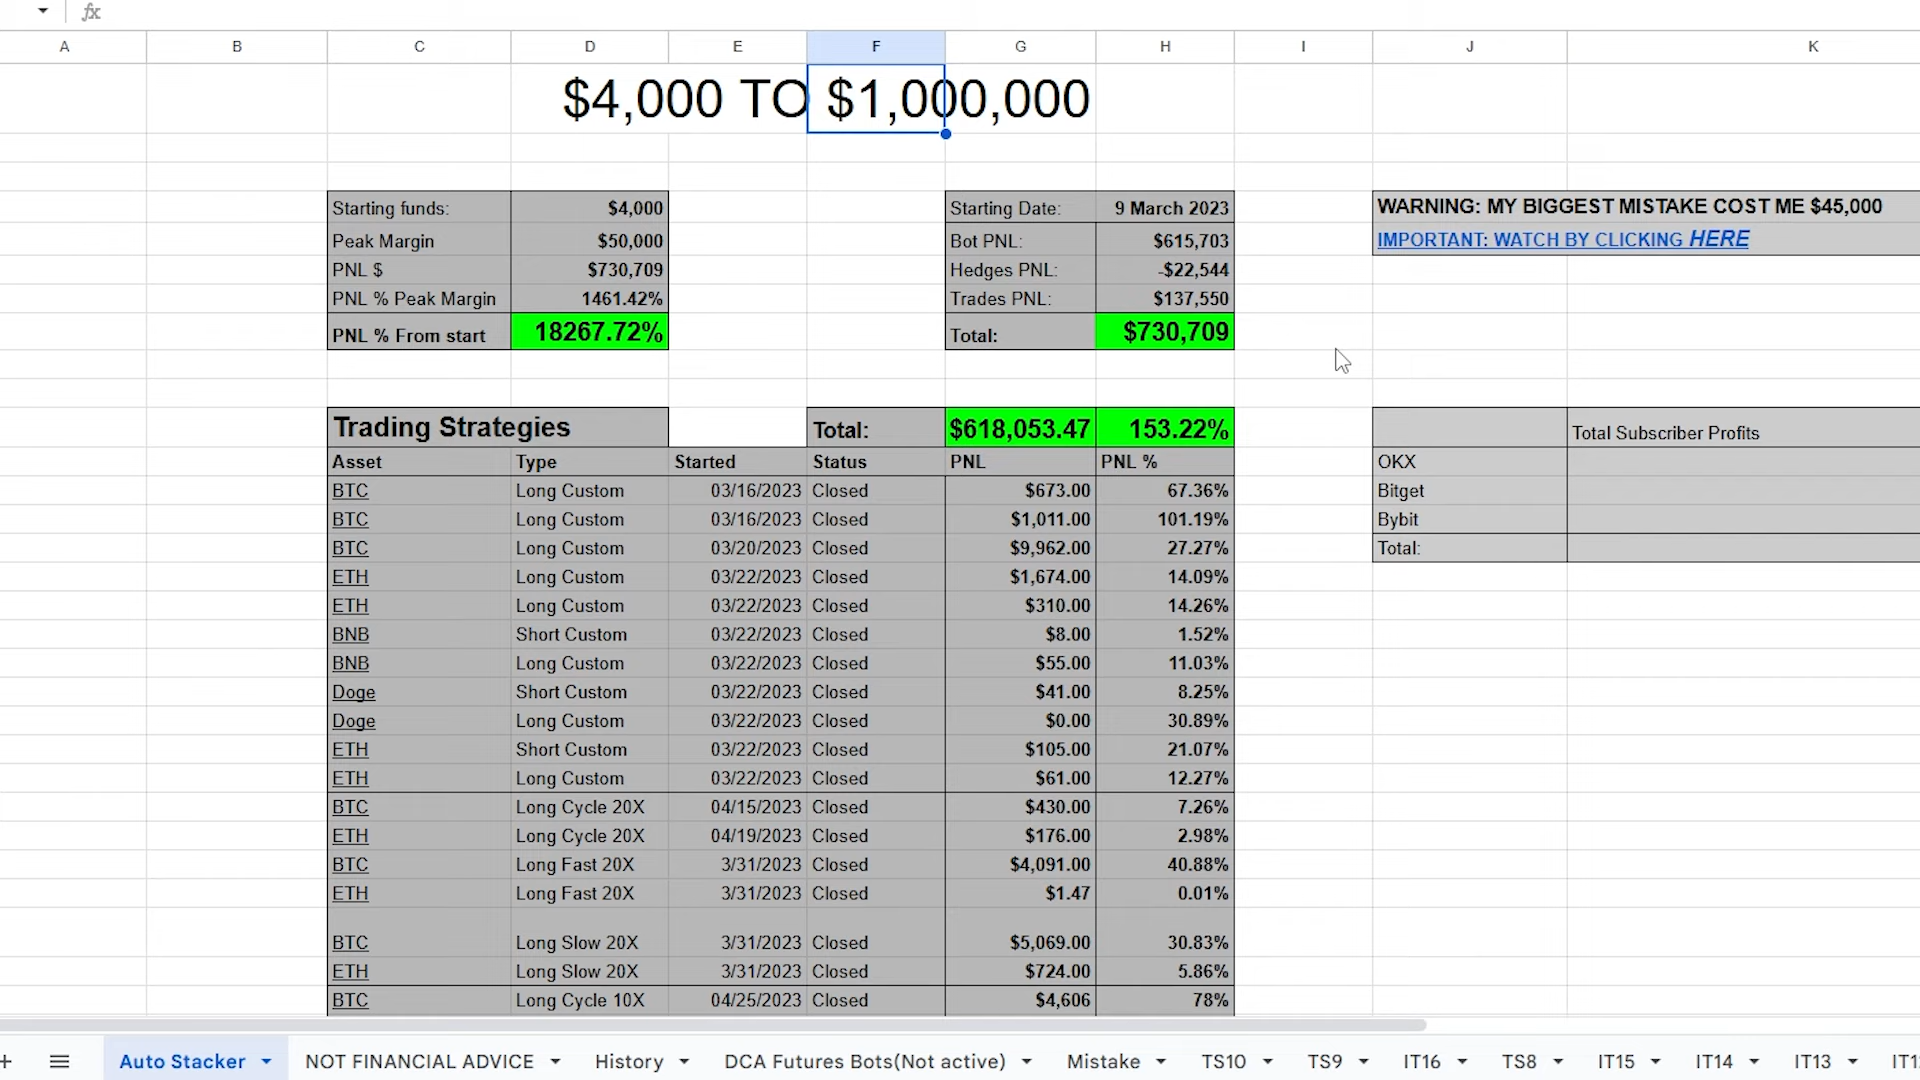 fx
A B C D E F G H I J K
$4,000 TO $1,000,000
Starting funds: $4,000 Starting Date: 9 March 2023 WARNING: MY BIGGEST MISTAKE COST ME $45,000
Peak Margin $50,000 Bot PNL: $615,703 IMPORTANT: WATCH BY CLICKING HERE
PNL $ $730,709 Hedges PNL: -$22,544
PNL % Peak Margin 1461.42% Trades PNL: $137,550
PNL % From start 18267.72% Total: $730,709
Trading Strategies Total: $618,053.47 153.22% Total Subscriber Profits
Asset Type Started Status PNL PNL % OKX
BTC Long Custom 03/16/2023 Closed $673.00 67.36% Bitget
BTC Long Custom 03/16/2023 Closed $1,011.00 101.19% Bybit
BTC Long Custom 03/20/2023 Closed $9,962.00 27.27% Total:
ETH Long Custom 03/22/2023 Closed $1,674.00 14.09%
ETH Long Custom 03/22/2023 Closed $310.00 14.26%
BNB Short Custom 03/22/2023 Closed $8.00 1.52%
BNB Long Custom 03/22/2023 Closed $55.00 11.03%
Doge Short Custom 03/22/2023 Closed $41.00 8.25%
Doge Long Custom 03/22/2023 Closed $0.00 30.89%
ETH Short Custom 03/22/2023 Closed $105.00 21.07%
ETH Long Custom 03/22/2023 Closed $61.00 12.27%
BTC Long Cycle 20X 04/15/2023 Closed $430.00 7.26%
ETH Long Cycle 20X 04/19/2023 Closed $176.00 2.98%
BTC Long Fast 20X 3/31/2023 Closed $4,091.00 40.88%
ETH Long Fast 20X 3/31/2023 Closed $1.47 0.01%
BTC Long Slow 20X 3/31/2023 Closed $5,069.00 30.83%
ETH Long Slow 20X 3/31/2023 Closed $724.00 5.86%
BTC Long Cycle 10X 04/25/2023 Closed $4,606 78%
Auto Stacker NOT FINANCIAL ADVICE History DCA Futures Bots(Not active) Mistake TS10 TS9 IT16 TS8 IT15 IT14 IT13